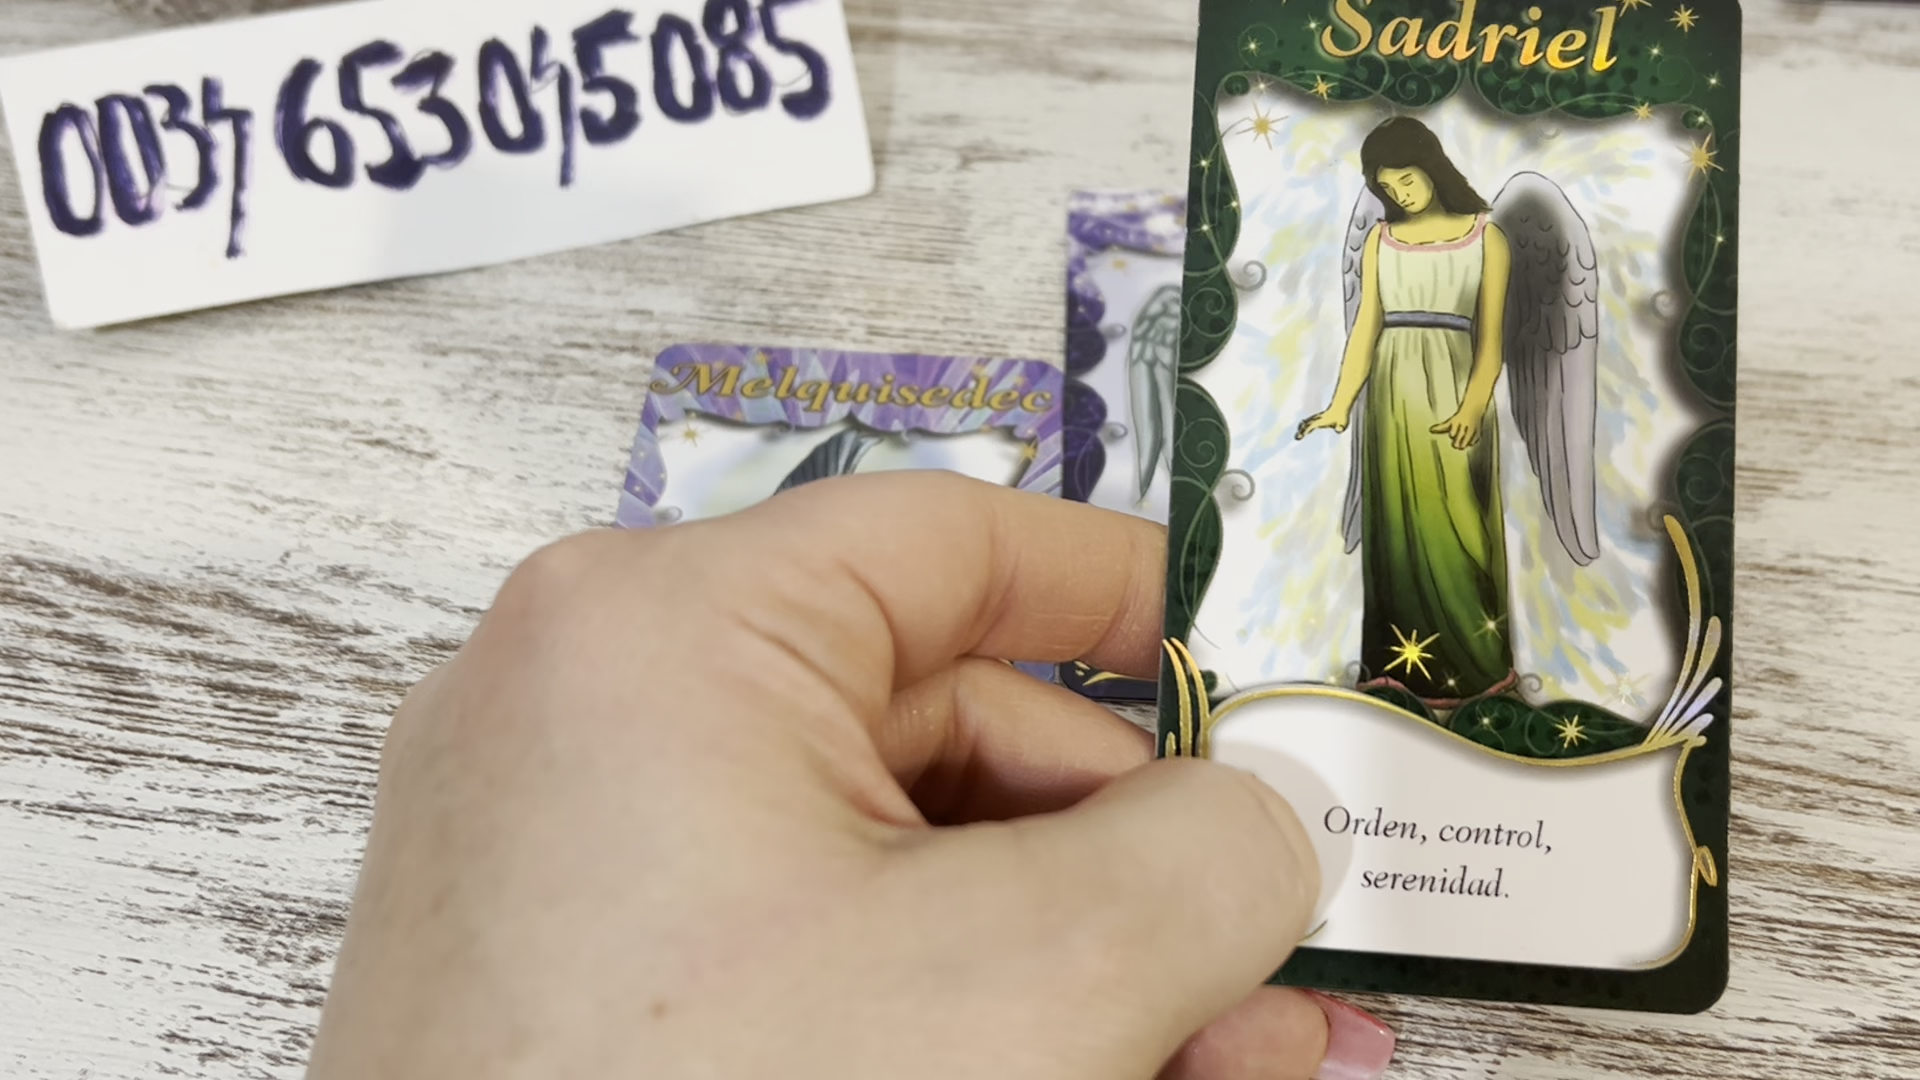 0034 653045085
Sadriel
Melquisedec
Orden, control,
serenidad.